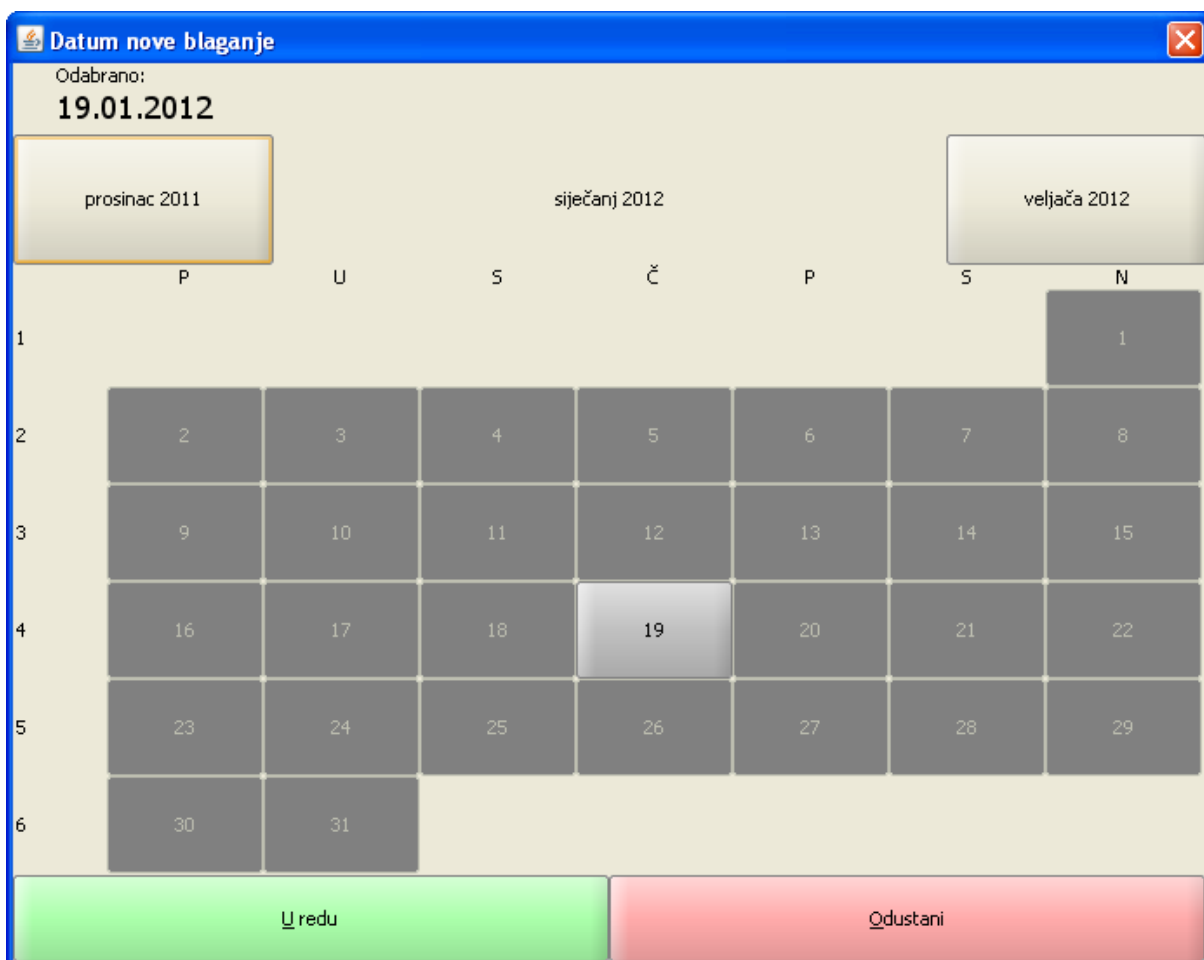 Datum nove blaganje
Odabrano:
19.01.2012
prosinac 2011 siječanj 2012 veljača 2012
P U S Č P S N
1 1
2 2 3 4 5 6 7 8
3 9 10 11 12 13 14 15
4 16 17 18 19 20 21 22
5 23 24 25 26 27 28 29
6 30 31
U redu Odustani